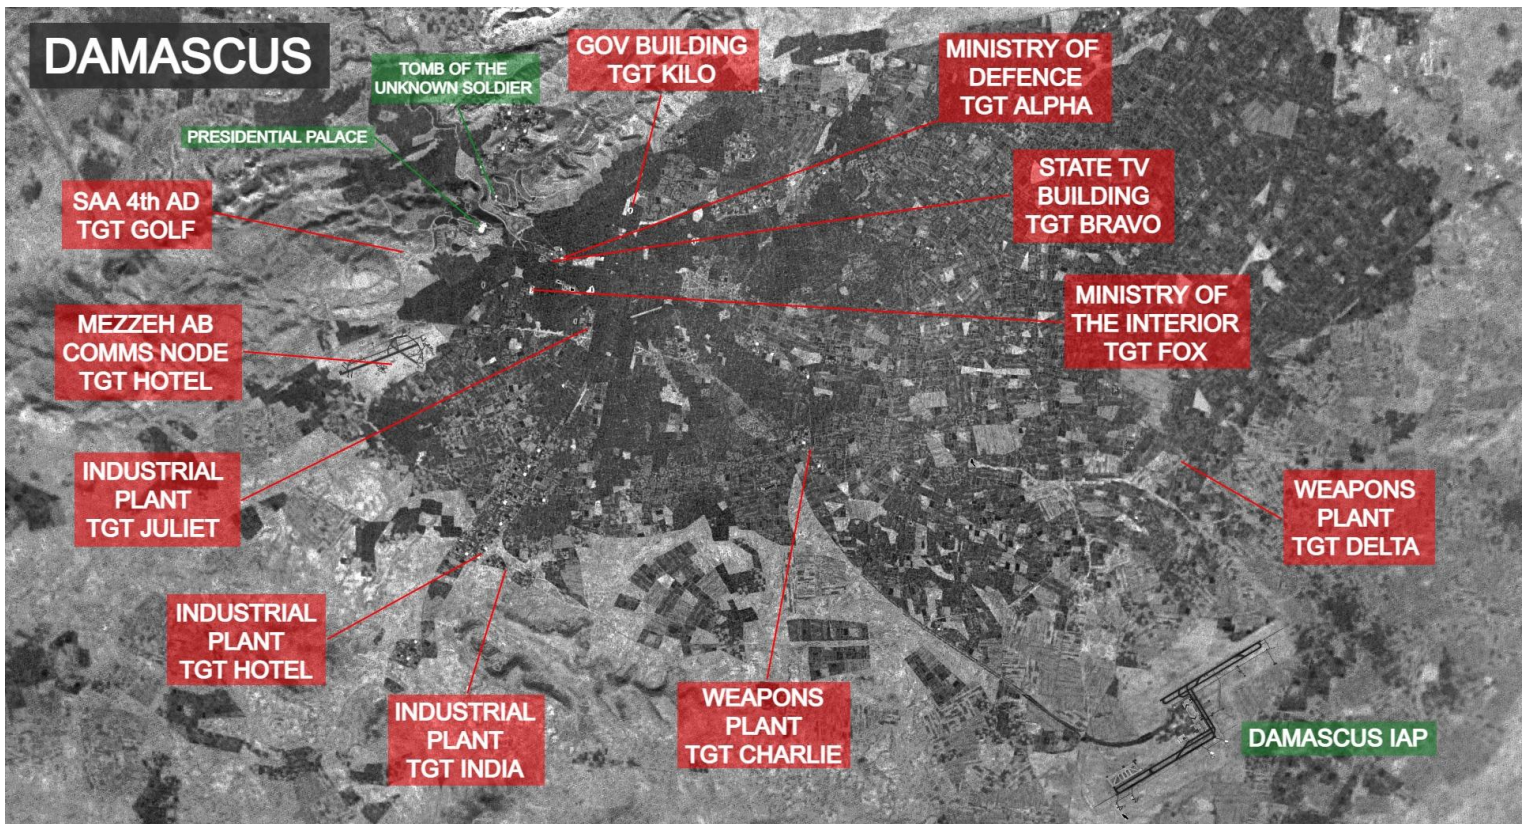 DAMASCUS
TOMB OF THE
UNKNOWN SOLDIER
GOV BUILDING
TGT KILO
MINISTRY OF
DEFENCE
TGT ALPHA
PRESIDENTIAL PALACE
STATE TV
BUILDING
TGT BRAVO
SAA 4th AD
TGT GOLF
MINISTRY OF
THE INTERIOR
TGT FOX
MEZZEH AB
COMMS NODE
TGT HOTEL
INDUSTRIAL
PLANT
TGT JULIET
WEAPONS
PLANT
TGT DELTA
INDUSTRIAL
PLANT
TGT HOTEL
INDUSTRIAL
PLANT
TGT INDIA
WEAPONS
PLANT
TGT CHARLIE
DAMASCUS IAP